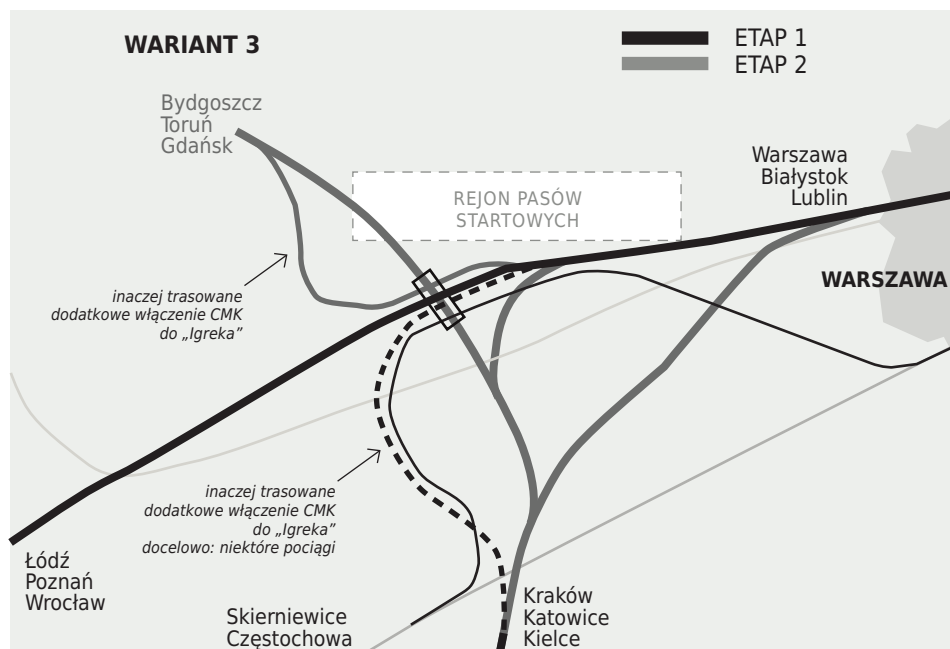 WARIANT 3
ETAP 1
ETAP 2
Bydgoszcz
Toruń
Gdańsk
Warszawa
Białystok
Lublin
REJON PASÓW
STARTOWYCH
WARSZAWA
inaczej trasowane
dodatkowe włączenie CMK
do „Igreka”
inaczej trasowane
dodatkowe włączenie CMK
do „Igreka”
docelowo: niektóre pociągi
Łódź
Poznań
Wrocław
Skierniewice
Częstochowa
Kraków
Katowice
Kielce